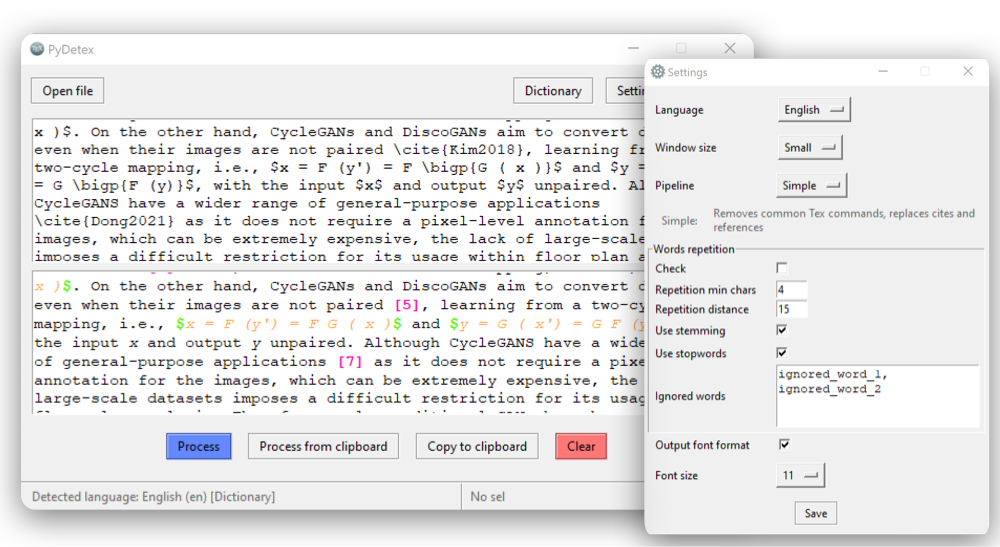 PyDetex
Open file
Dictionary
x )$. On the other hand, CycleGANs and DiscoGANs aim to convert
even when their images are not paired \cite{Kim2018}, learning
two-cycle mapping, i.e., $x = F (y') = F \bigp{G ( x )}$ and $y =
= G \bigp{F (y)}$, with the input $x$ and output $y$ unpaired.
CycleGANS have a wider range of general-purpose applications
\cite{Dong2021} as it does not require a pixel-level annotation
images, which can be extremely expensive, the lack of large-scale
imposes a difficult restriction for its usage within floor plan
x )$. On the other hand, CycleGANs and DiscoGANs aim to convert
even when their images are not paired [5], learning from a
mapping, i.e., $x = F (y') = F G ( x )$ and $y = G ( x') = G F
the input x and output y unpaired. Although CycleGANS have a
of general-purpose applications [7] as it does not require a
annotation for the images, which can be extremely expensive, the
large-scale datasets imposes a difficult restriction for its
Process
Process from clipboard
Copy to clipboard
Clear
Detected language: English (en) [Dictionary]
No sel
Settings
Language English
Window size Small
Pipeline Simple
Simple: Removes common Tex commands, replaces cites and
references
Words repetition
Check
Repetition min chars 4
Repetition distance 15
Use stemming
Use stopwords
Ignored words
ignored_word_1,
ignored_word_2
Output font format
Font size 11
Save